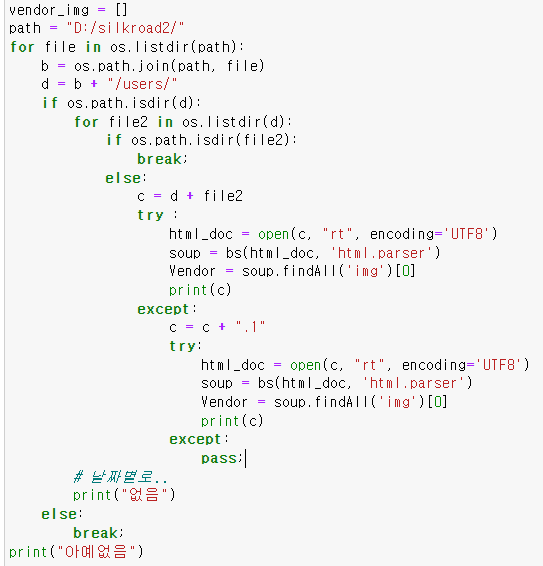 vendor_img = []
path = "D:/silkroad2/"
for file in os.listdir(path):
    b = os.path.join(path, file)
    d = b + "/users/"
    if os.path.isdir(d):
        for file2 in os.listdir(d):
            if os.path.isdir(file2):
                break;
            else:
                c = d + file2
                try :
                    html_doc = open(c, "rt", encoding='UTF8')
                    soup = bs(html_doc, 'html.parser')
                    Vendor = soup.findAll('img')[0]
                    print(c)
                except:
                    c = c + ".1"
                    try:
                        html_doc = open(c, "rt", encoding='UTF8')
                        soup = bs(html_doc, 'html.parser')
                        Vendor = soup.findAll('img')[0]
                        print(c)
                    except:
                        pass;
        # 날짜별로..
        print("없음")
    else:
        break;
print("아예없음")